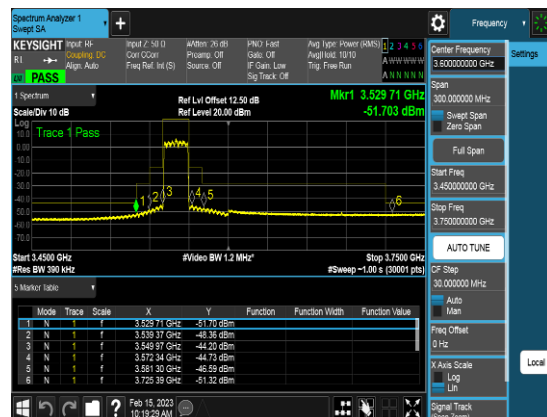 Spectrum Analyzer 1
Swept SA
+
Frequency
KEYSIGHT Input: RF
Coupling: DC
Align: Auto
Input Z: 50 Ω
Corr CCorr
Freq Ref: Int (S)
#Atten: 26 dB
Preamp: Off
Source: Off
PNO: Fast
Gate: Off
IF Gain: Low
Sig Track: Off
Avg Type: Power (RMS)
Avg|Hold: 10/10
Trig: Free Run
1 2 3 4 5 6
A W W W W W
A N N N N N
PASS
1 Spectrum
Scale/Div 10 dB
Ref Lvl Offset 12.50 dB
Ref Level 20.00 dBm
Mkr1 3.529 71 GHz
-51.703 dBm
Log
Trace 1 Pass
10.0
0.00
-10.0
-20.0
-30.0
-40.0
-50.0
-60.0
-70.0
1 2 3 4 5 6
Start 3.4500 GHz
#Res BW 390 kHz
#Video BW 1.2 MHz*
Stop 3.7500 GHz
#Sweep ~1.00 s (30001 pts)
5 Marker Table
Mode Trace Scale X Y Function Function Width Function Value
1 N 1 f 3.529 71 GHz -51.70 dBm
2 N 1 f 3.539 37 GHz -48.36 dBm
3 N 1 f 3.549 97 GHz -44.20 dBm
4 N 1 f 3.572 34 GHz -44.73 dBm
5 N 1 f 3.581 30 GHz -46.59 dBm
6 N 1 f 3.725 39 GHz -51.32 dBm
Feb 15, 2023
10:19:29 AM
Center Frequency
3.600000000 GHz
Settings
Span
300.000000 MHz
Swept Span
Zero Span
Full Span
Start Freq
3.450000000 GHz
Stop Freq
3.750000000 GHz
AUTO TUNE
CF Step
30.000000 MHz
Auto
Man
Freq Offset
0 Hz
X Axis Scale
Log
Lin
Local
Signal Track